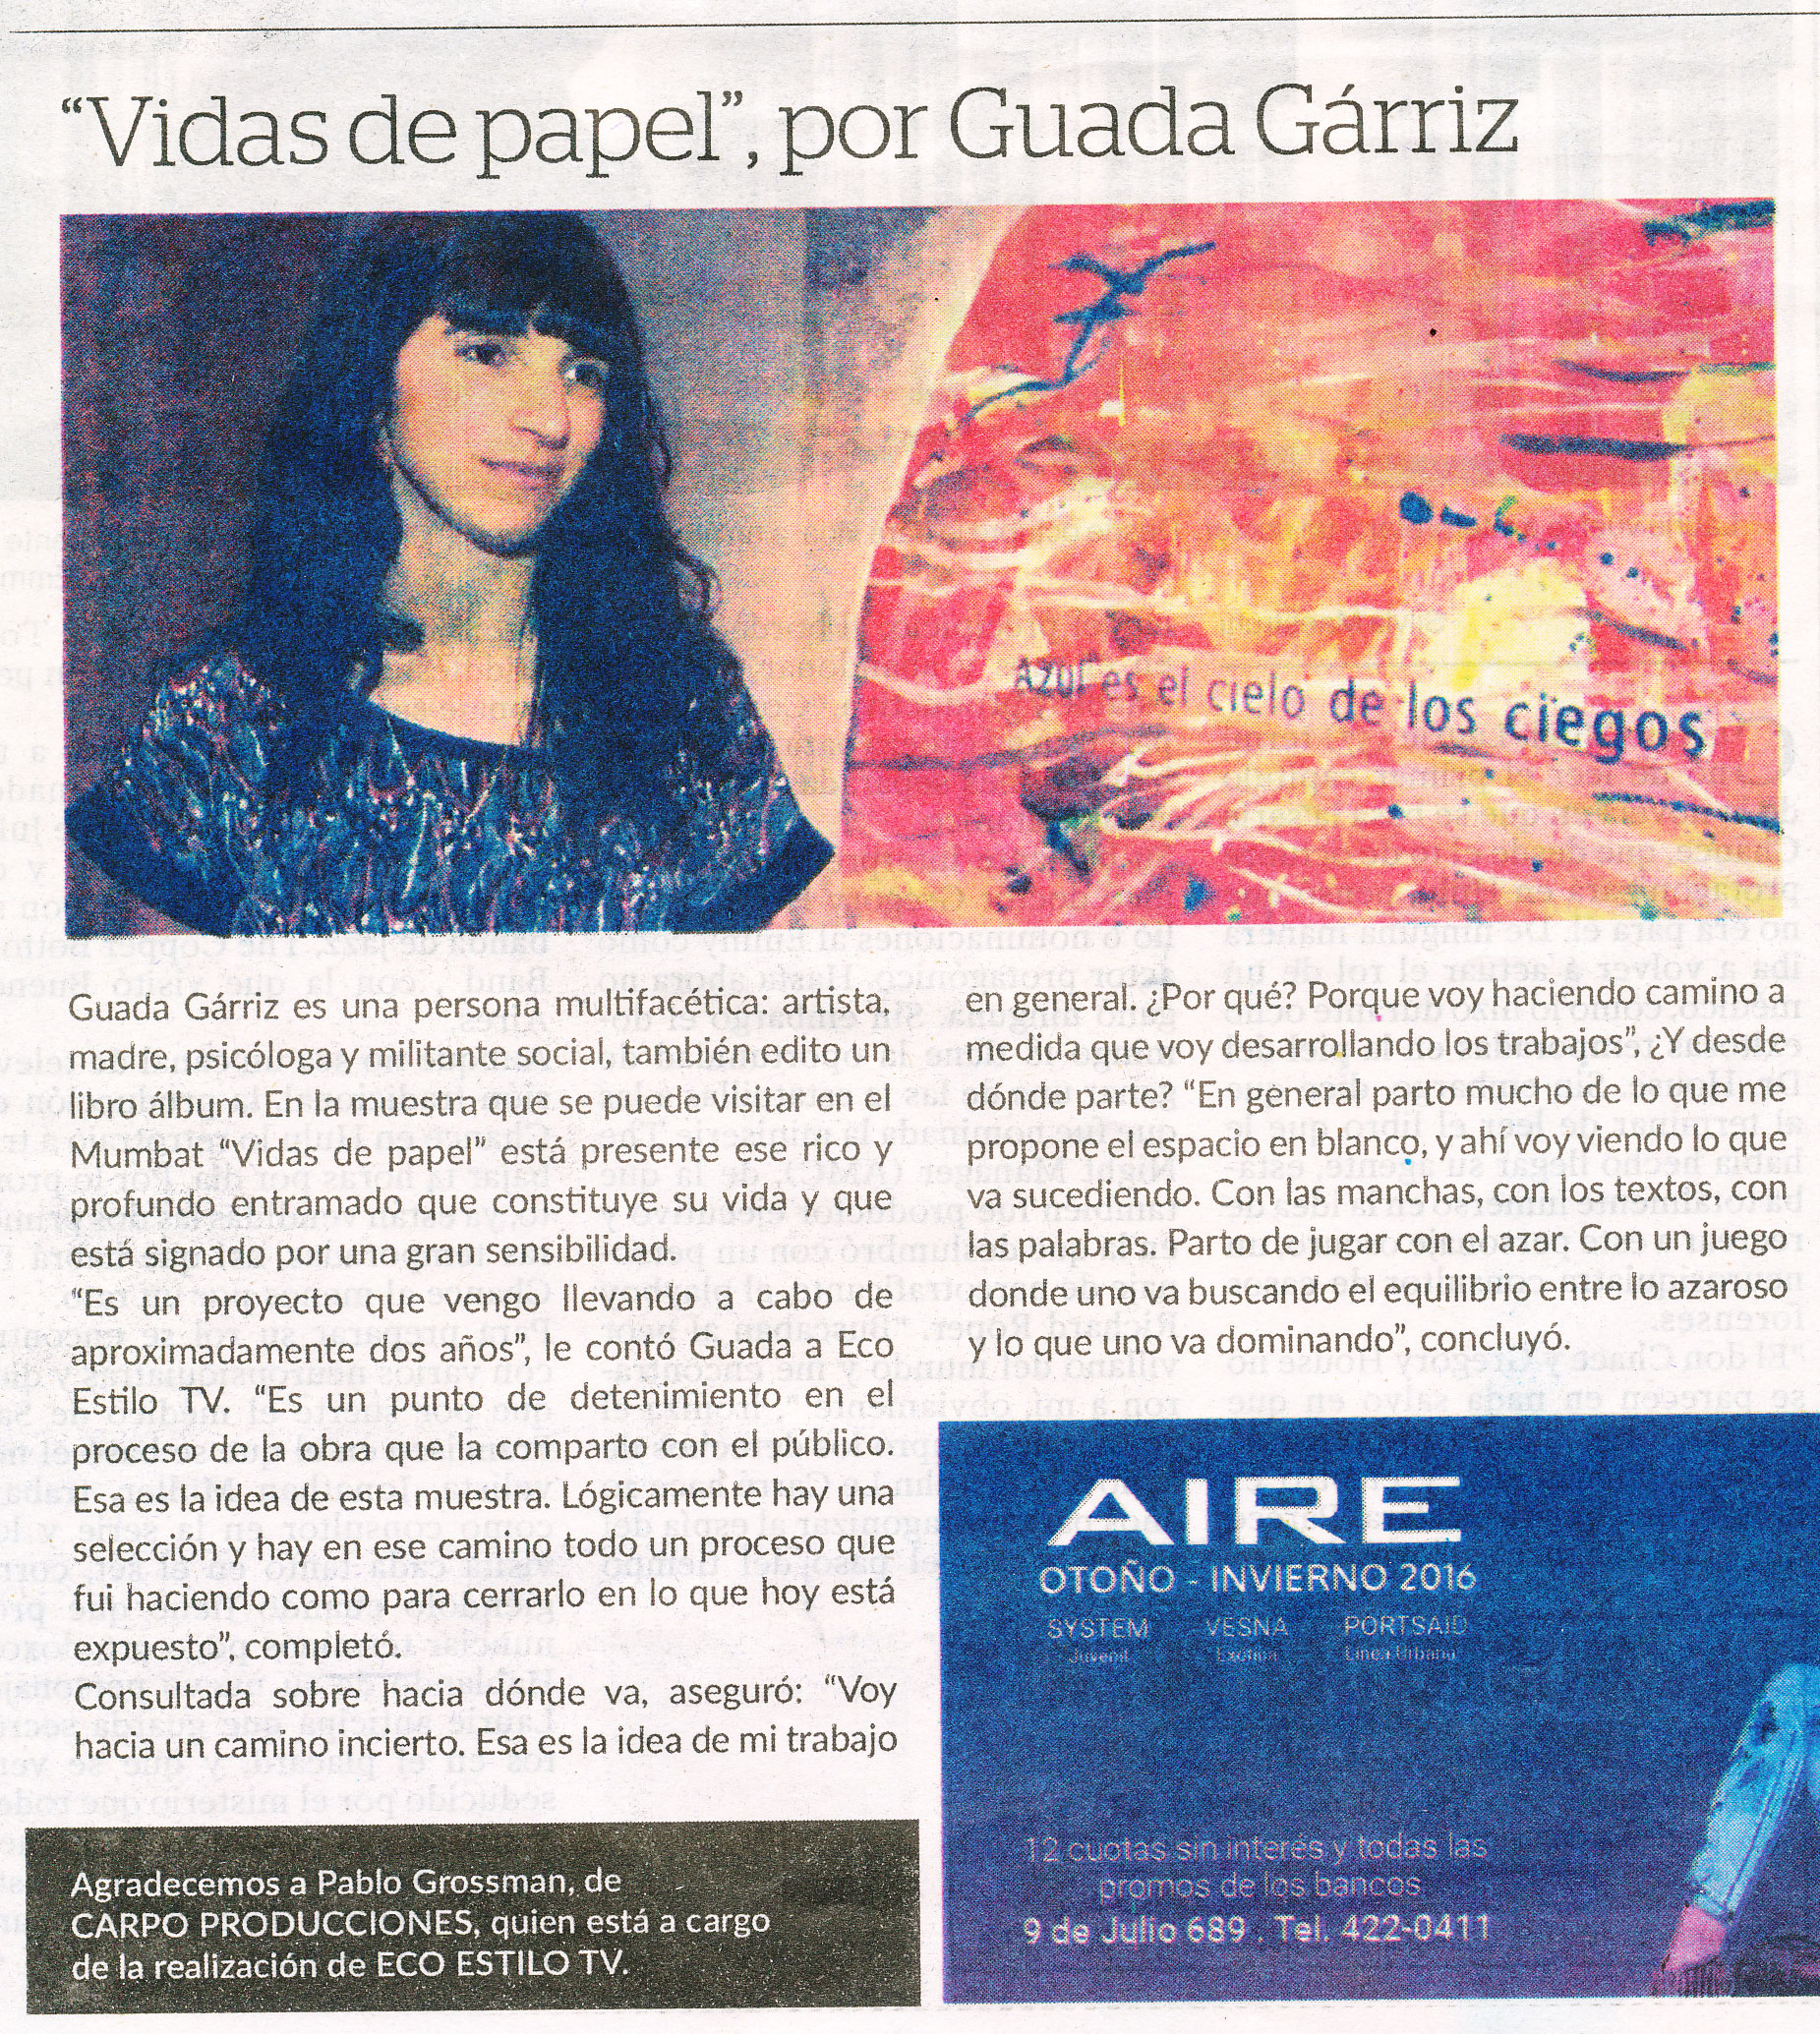 “Vidas de papel”, por Guada Gárriz
Azul es el cielo de los ciegos
Guada Gárriz es una persona multifacética: artista,
madre, psicóloga y militante social, también edito un
libro álbum. En la muestra que se puede visitar en el
Mumbat “Vidas de papel” está presente ese rico y
profundo entramado que constituye su vida y que
está signado por una gran sensibilidad.
“Es un proyecto que vengo llevando a cabo de
aproximadamente dos años”, le contó Guada a Eco
Estilo TV. “Es un punto de detenimiento en el
proceso de la obra que la comparto con el público.
Esa es la idea de esta muestra. Lógicamente hay una
selección y hay en ese camino todo un proceso que
fui haciendo como para cerrarlo en lo que hoy está
expuesto”, completó.
Consultada sobre hacia dónde va, aseguró: “Voy
hacia un camino incierto. Esa es la idea de mi trabajo
en general. ¿Por qué? Porque voy haciendo camino a
medida que voy desarrollando los trabajos”, ¿Y desde
dónde parte? “En general parto mucho de lo que me
propone el espacio en blanco, y ahí voy viendo lo que
va sucediendo. Con las manchas, con los textos, con
las palabras. Parto de jugar con el azar. Con un juego
donde uno va buscando el equilibrio entre lo azaroso
y lo que uno va dominando”, concluyó.
Agradecemos a Pablo Grossman, de
CARPO PRODUCCIONES, quien está a cargo
de la realización de ECO ESTILO TV.
AIRE
OTOÑO - INVIERNO 2016
SYSTEM VESNA PORTSAID
Juvenil Exotina Linea Urbana
12 cuotas sin interés y todas las
promos de los bancos
9 de Julio 689 . Tel. 422-0411